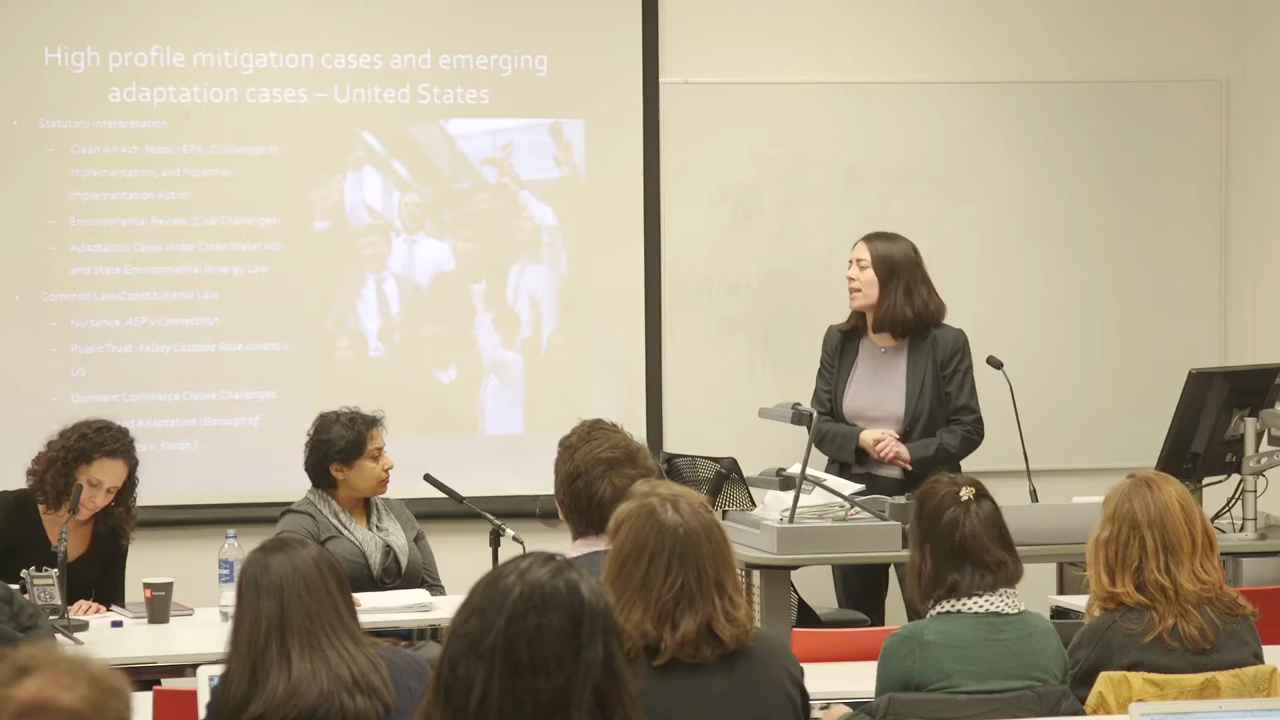 High profile mitigation cases and emerging
adaptation cases – United States
Statutory Interpretation
Clean Air Act: Mass v EPA, Challenges to
Implementation, and Potential
Implementation Action
Environmental Review (Coal Challenges)
Adaptation Cases under Clean Water Act
and State Environmental/Energy Law
Common Law/Constitutional Law
Nuisance: AEP v Connecticut
Public Trust: Kelsey Cascade Rose Juliana v
US
Dormant Commerce Clause Challenges
Adaptation (Borough of